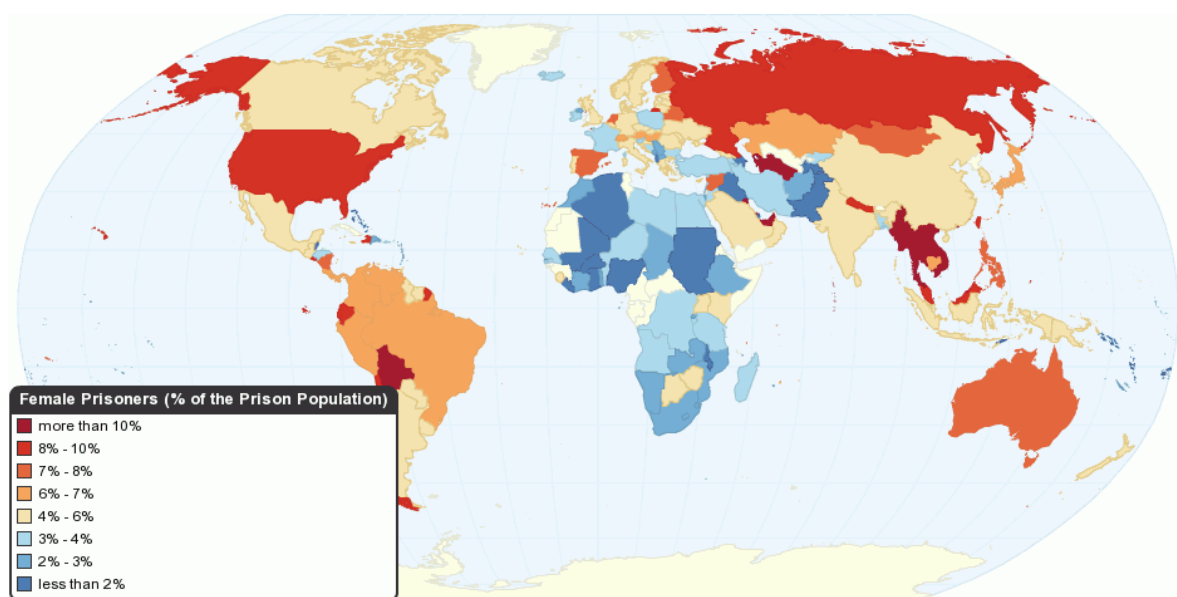 Female Prisoners (% of the Prison Population)
more than 10%
8% - 10%
7% - 8%
6% - 7%
4% - 6%
3% - 4%
2% - 3%
less than 2%